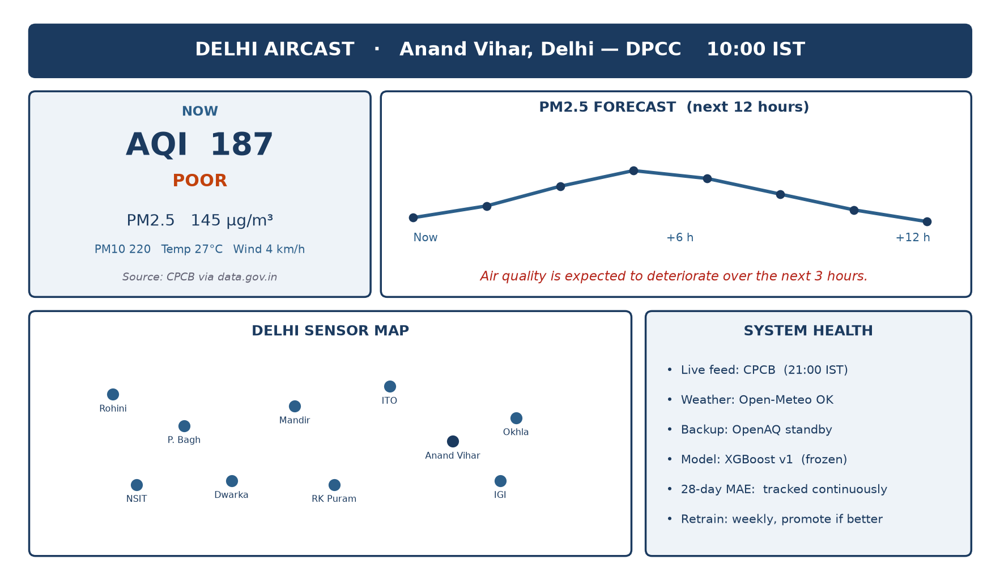 DELHI AIRCAST · Anand Vihar, Delhi — DPCC 10:00 IST
NOW
AQI 187
POOR
PM2.5 145 µg/m³
PM10 220 Temp 27°C Wind 4 km/h
Source: CPCB via data.gov.in
PM2.5 FORECAST (next 12 hours)
Now +6 h +12 h
Air quality is expected to deteriorate over the next 3 hours.
DELHI SENSOR MAP
ITO
Rohini
Mandir
Okhla
P. Bagh
Anand Vihar
Dwarka
IGI
NSIT
RK Puram
SYSTEM HEALTH
• Live feed: CPCB (21:00 IST)
• Weather: Open-Meteo OK
• Backup: OpenAQ standby
• Model: XGBoost v1 (frozen)
• 28-day MAE: tracked continuously
• Retrain: weekly, promote if better